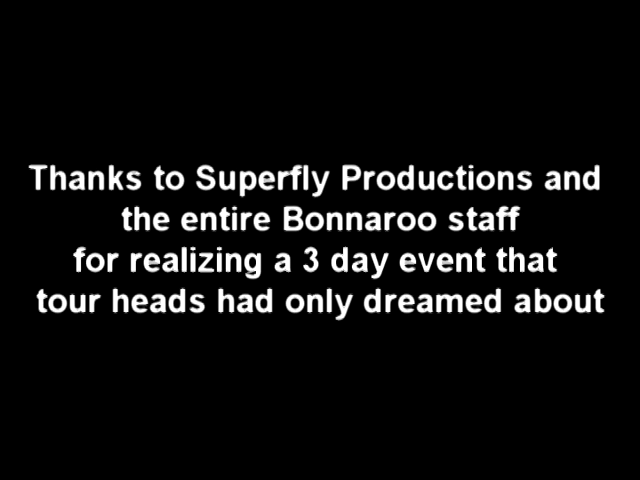 Thanks to Superfly Productions and
the entire Bonnaroo staff
for realizing a 3 day event that
tour heads had only dreamed about